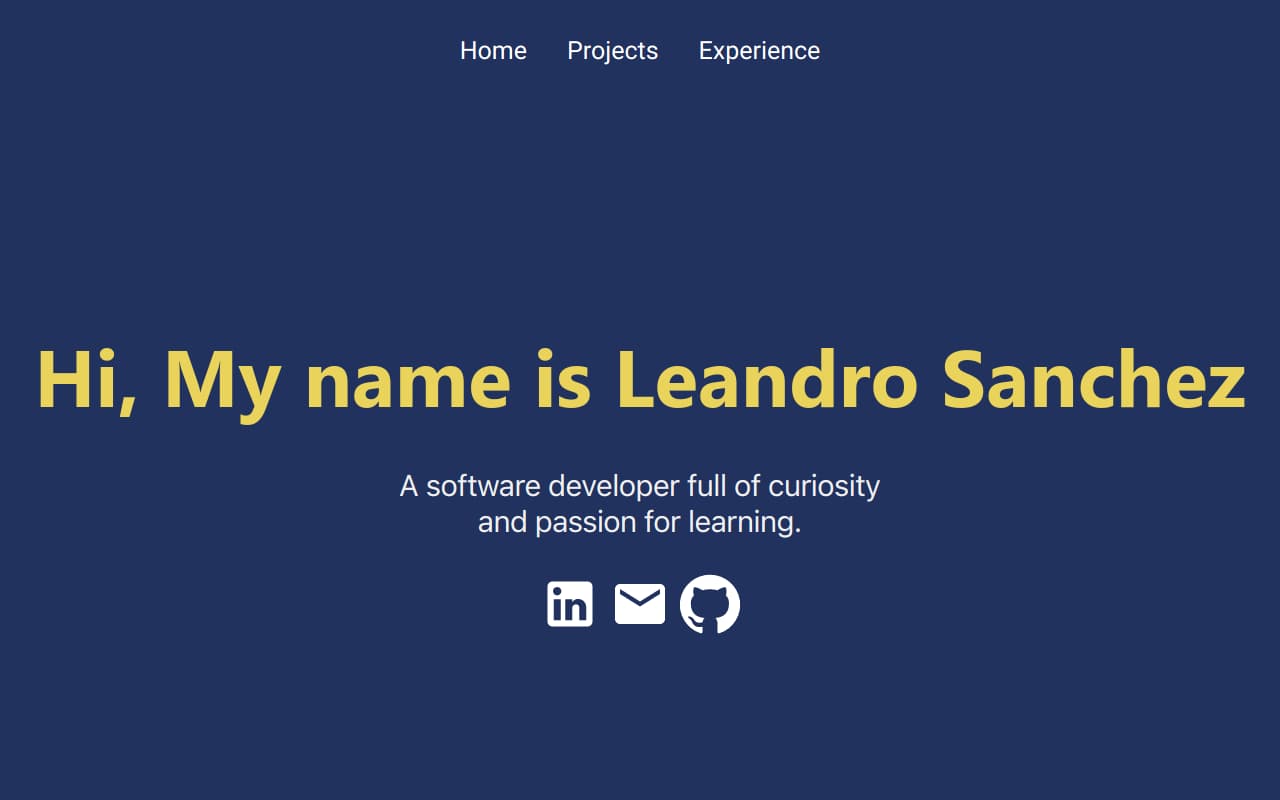 Home Projects Experience
Hi, My name is Leandro Sanchez
A software developer full of curiosity
and passion for learning.
in